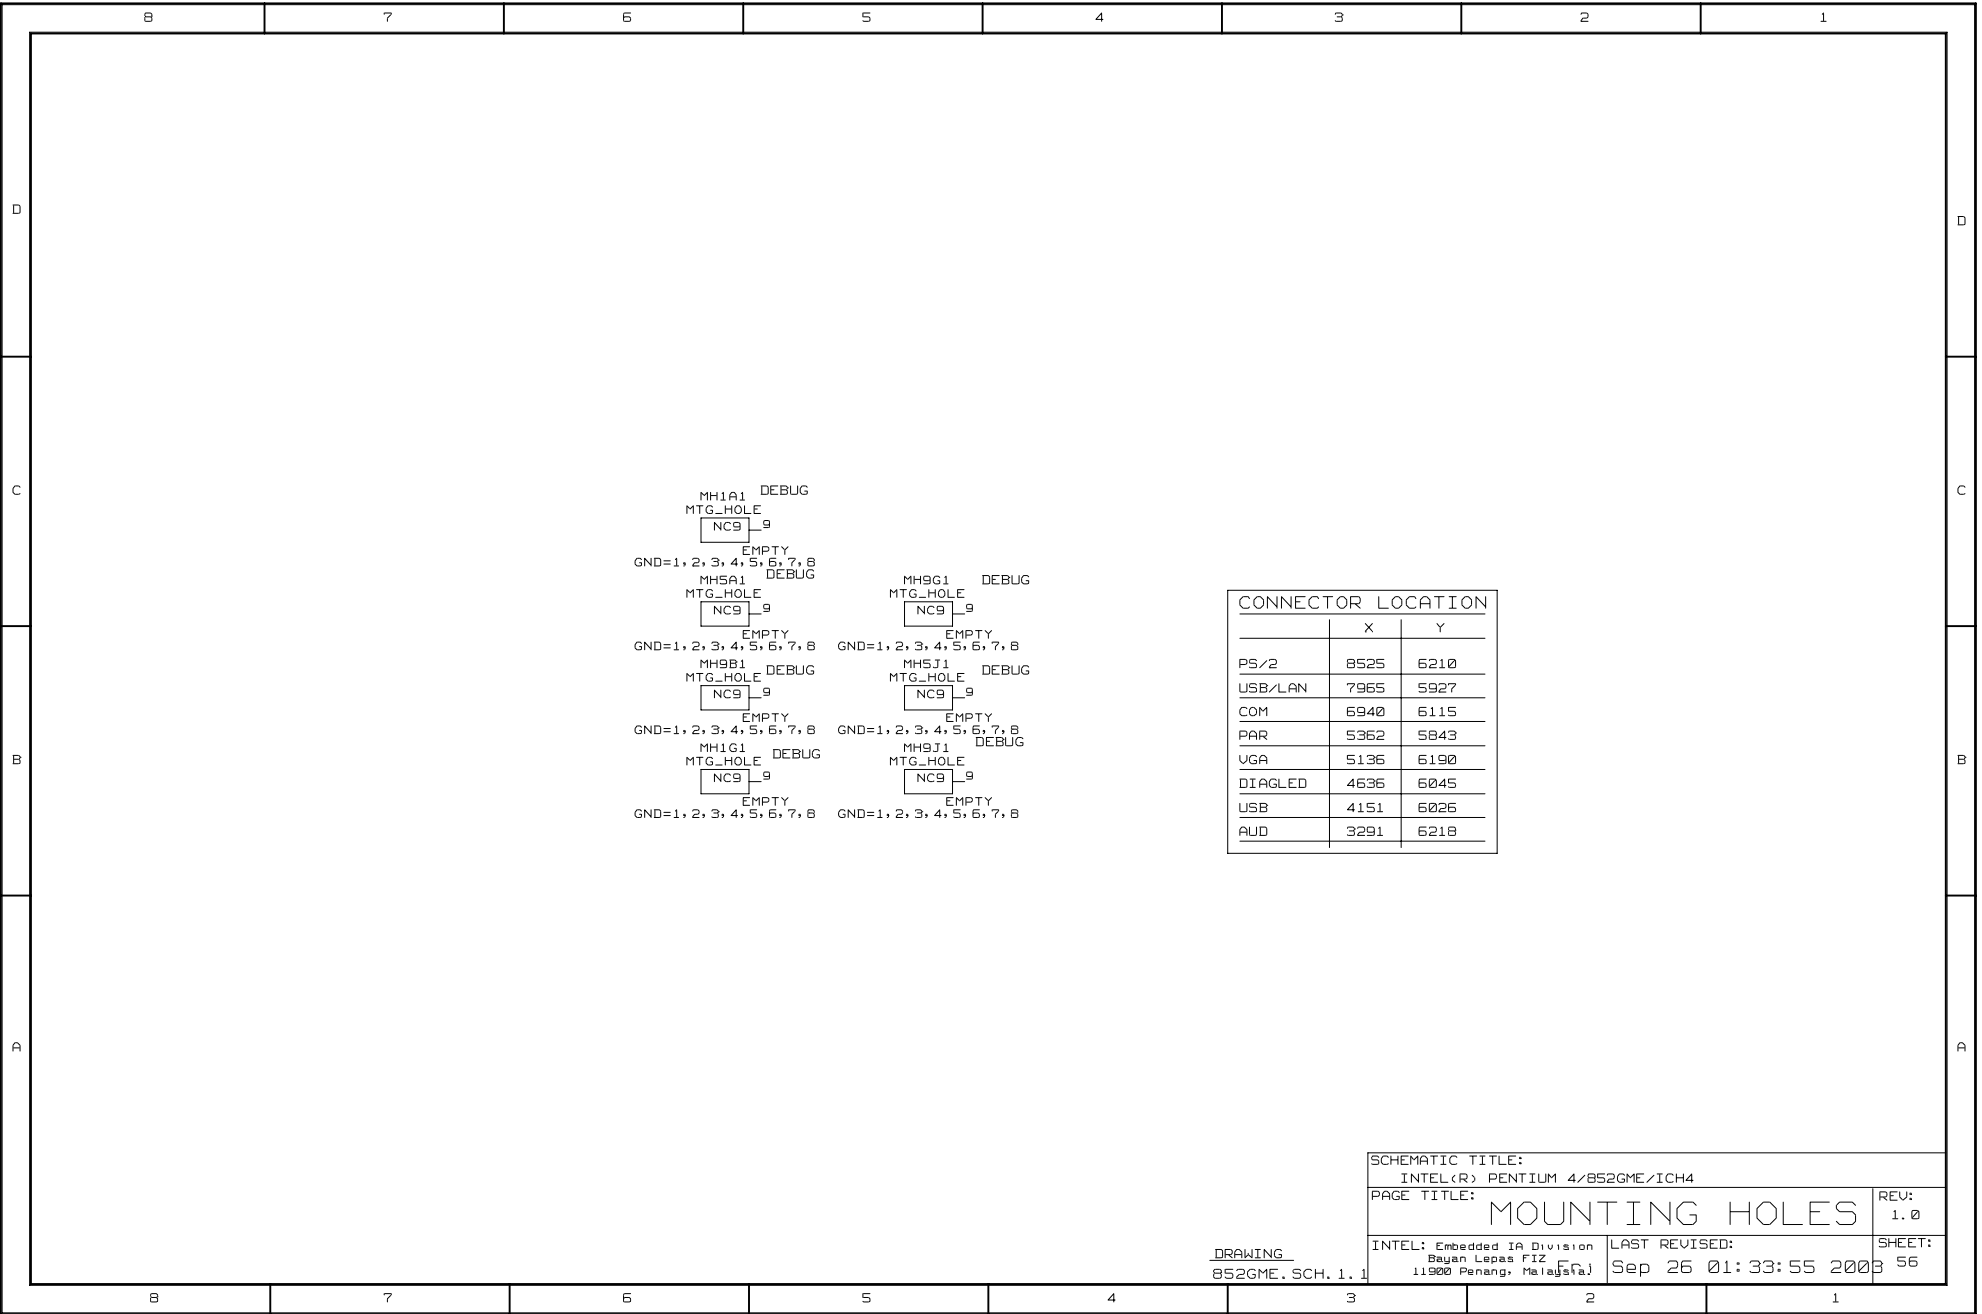 8 7 6 5 4 3 2 1
D D
C C
MH1A1 DEBUG
MTG_HOLE
NC9 9
EMPTY
GND=1,2,3,4,5,6,7,8
MH5A1 DEBUG
MTG_HOLE
NC9 9
EMPTY
GND=1,2,3,4,5,6,7,8
MH9B1 DEBUG
MTG_HOLE
NC9 9
EMPTY
GND=1,2,3,4,5,6,7,8
MH1G1 DEBUG
MTG_HOLE
NC9 9
EMPTY
GND=1,2,3,4,5,6,7,8
MH9G1 DEBUG
MTG_HOLE
NC9 9
EMPTY
GND=1,2,3,4,5,6,7,8
MH5J1 DEBUG
MTG_HOLE
NC9 9
EMPTY
GND=1,2,3,4,5,6,7,8
MH9J1 DEBUG
MTG_HOLE
NC9 9
EMPTY
GND=1,2,3,4,5,6,7,8
CONNECTOR LOCATION
X Y
PS/2 8525 6210
USB/LAN 7965 5927
COM 6940 6115
PAR 5362 5843
VGA 5136 6190
DIAGLED 4636 6045
USB 4151 6026
AUD 3291 6218
B B
A A
SCHEMATIC TITLE:
INTEL(R) PENTIUM 4/852GME/ICH4
PAGE TITLE: MOUNTING HOLES
REV:
1.0
INTEL: Embedded IA Division
Bayan Lepas FIZ
11900 Penang, Malaysia.
LAST REVISED:
Fri Sep 26 01:33:55 2003
SHEET:
56
DRAWING
852GME.SCH.1.1
8 7 6 5 4 3 2 1